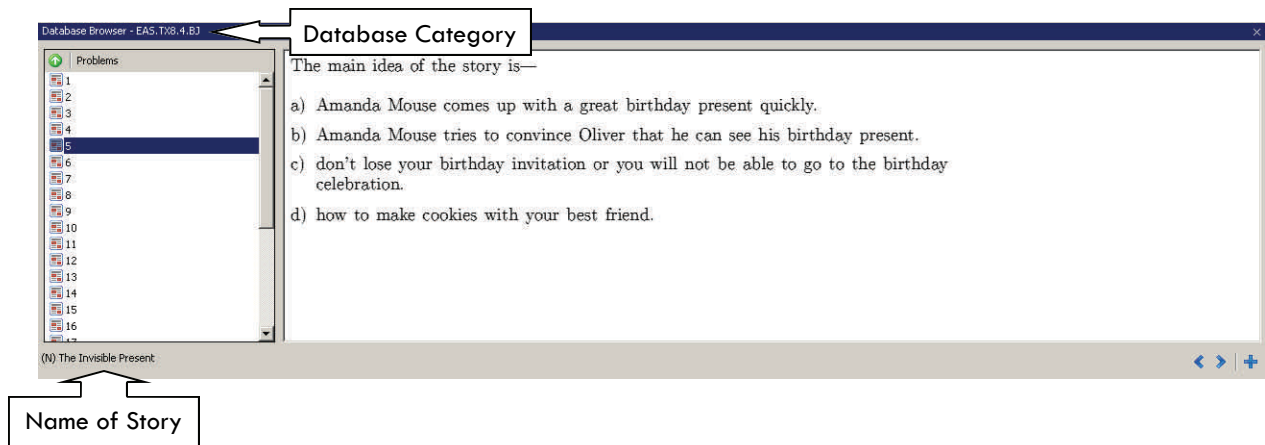 Database Browser - EAS.TX8.4.BJ
Database Category
Problems
1
2
3
4
5
6
7
8
9
10
11
12
13
14
15
16
17
The main idea of the story is—
a) Amanda Mouse comes up with a great birthday present quickly.
b) Amanda Mouse tries to convince Oliver that he can see his birthday present.
c) don't lose your birthday invitation or you will not be able to go to the birthday
celebration.
d) how to make cookies with your best friend.
(N) The Invisible Present
Name of Story